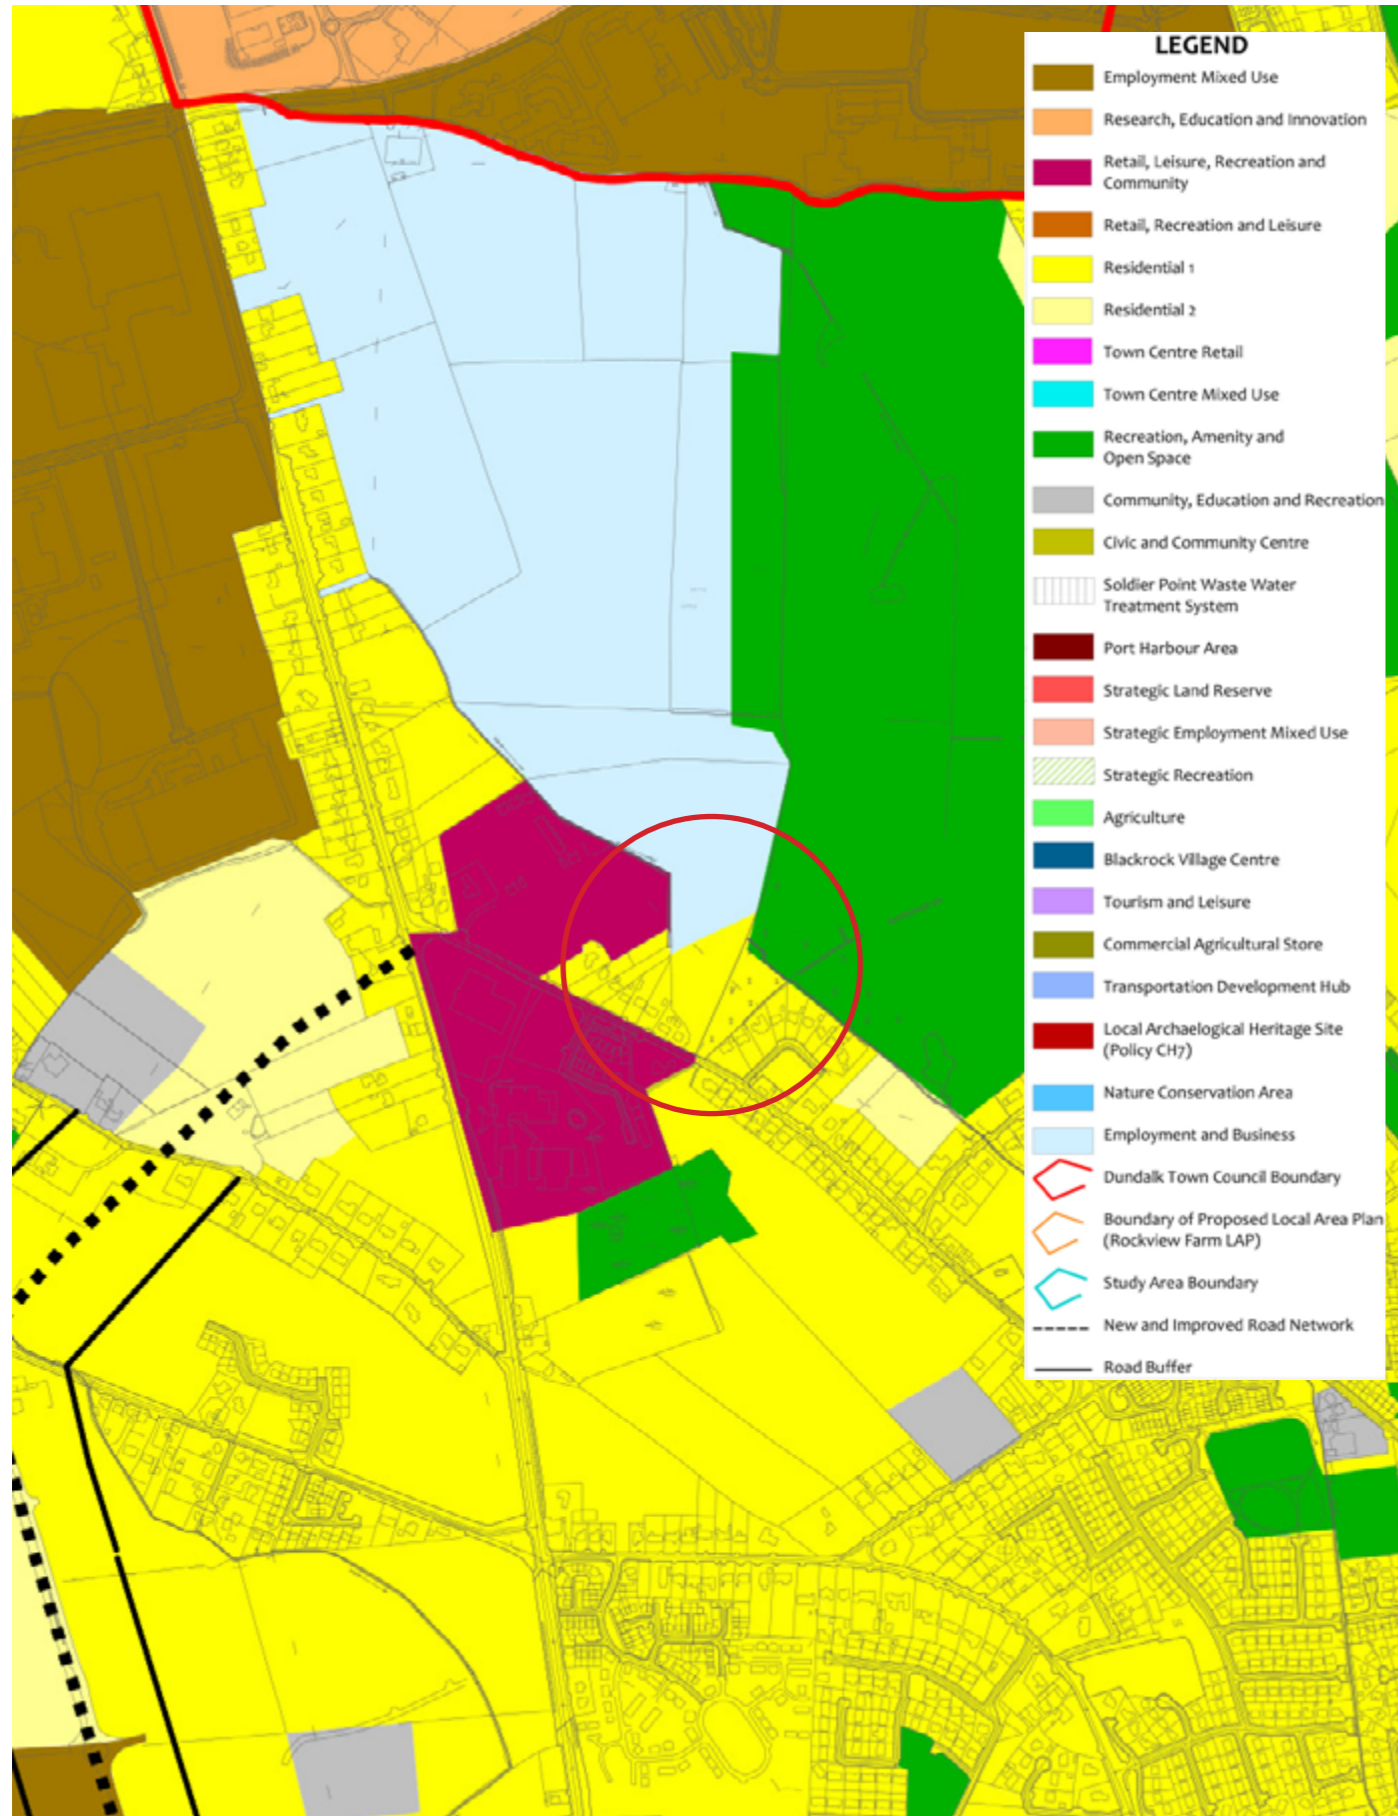 LEGEND
Employment Mixed Use
Research, Education and Innovation
Retail, Leisure, Recreation and
Community
Retail, Recreation and Leisure
Residential 1
Residential 2
Town Centre Retail
Town Centre Mixed Use
Recreation, Amenity and
Open Space
Community, Education and Recreation
Civic and Community Centre
Soldier Point Waste Water
Treatment System
Port Harbour Area
Strategic Land Reserve
Strategic Employment Mixed Use
Strategic Recreation
Agriculture
Blackrock Village Centre
Tourism and Leisure
Commercial Agricultural Store
Transportation Development Hub
Local Archaelogical Heritage Site
(Policy CH7)
Nature Conservation Area
Employment and Business
Dundalk Town Council Boundary
Boundary of Proposed Local Area Plan
(Rockview Farm LAP)
Study Area Boundary
New and Improved Road Network
Road Buffer